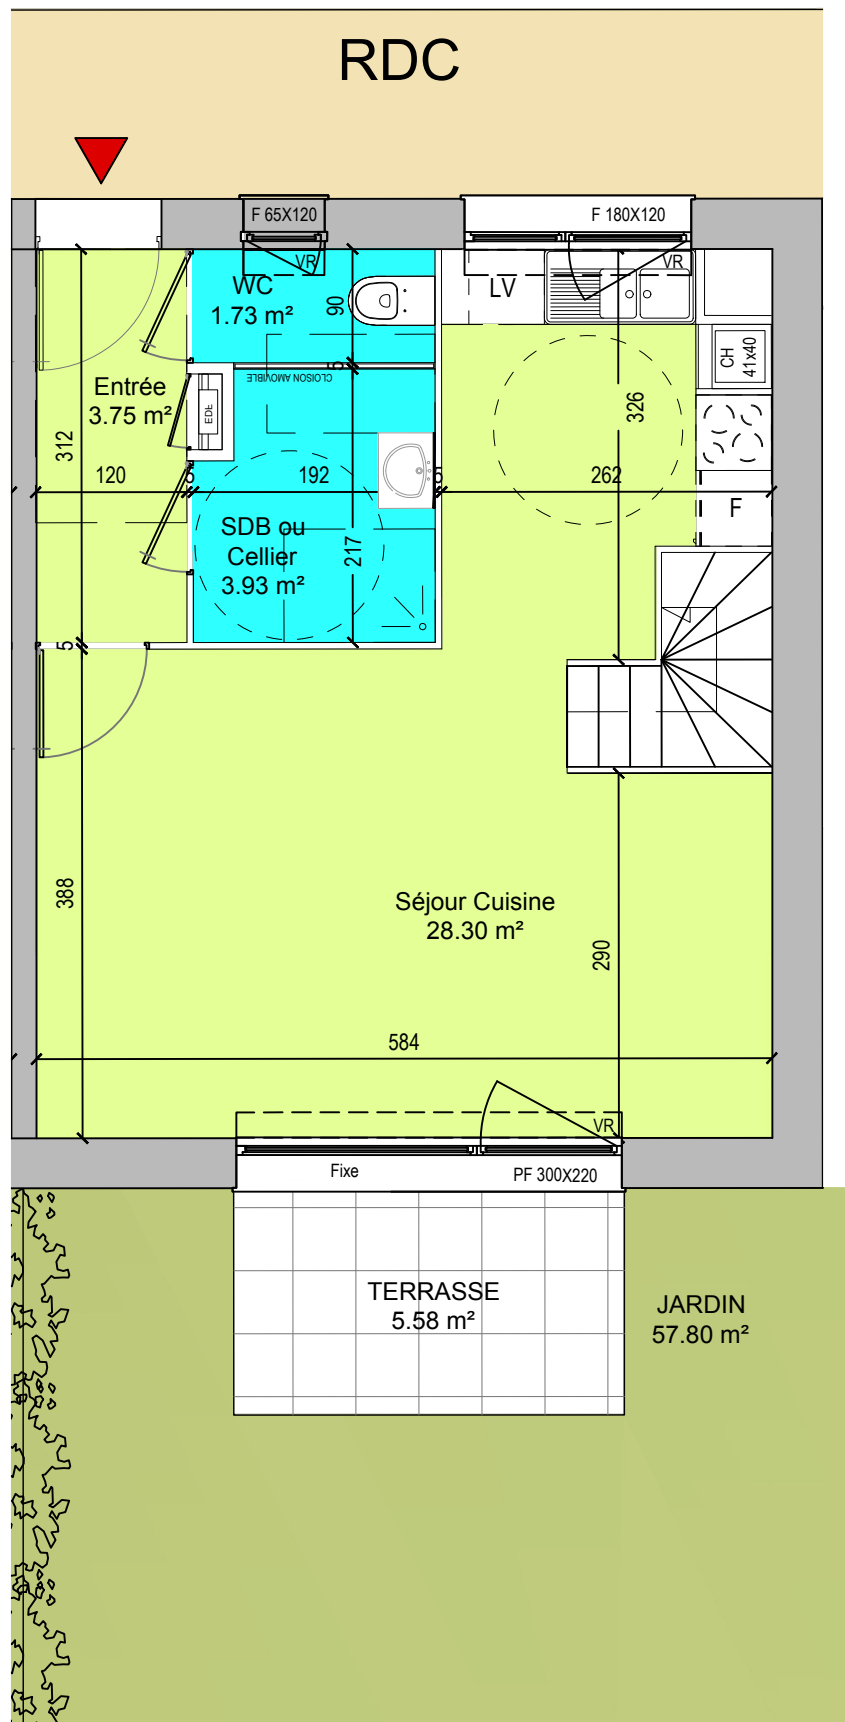 RDC
F 65X120
F 180X120
VR
VR
WC
1.73 m²
90
LV
CH
41x40
5
CLOISON AMOVIBLE
Entrée
3.75 m²
EDF
326
312
120
5
192
5
262
F
SDB ou
Cellier
3.93 m²
217
5
388
Séjour Cuisine
28.30 m²
290
584
VR
Fixe
PF 300X220
TERRASSE
5.58 m²
JARDIN
57.80 m²